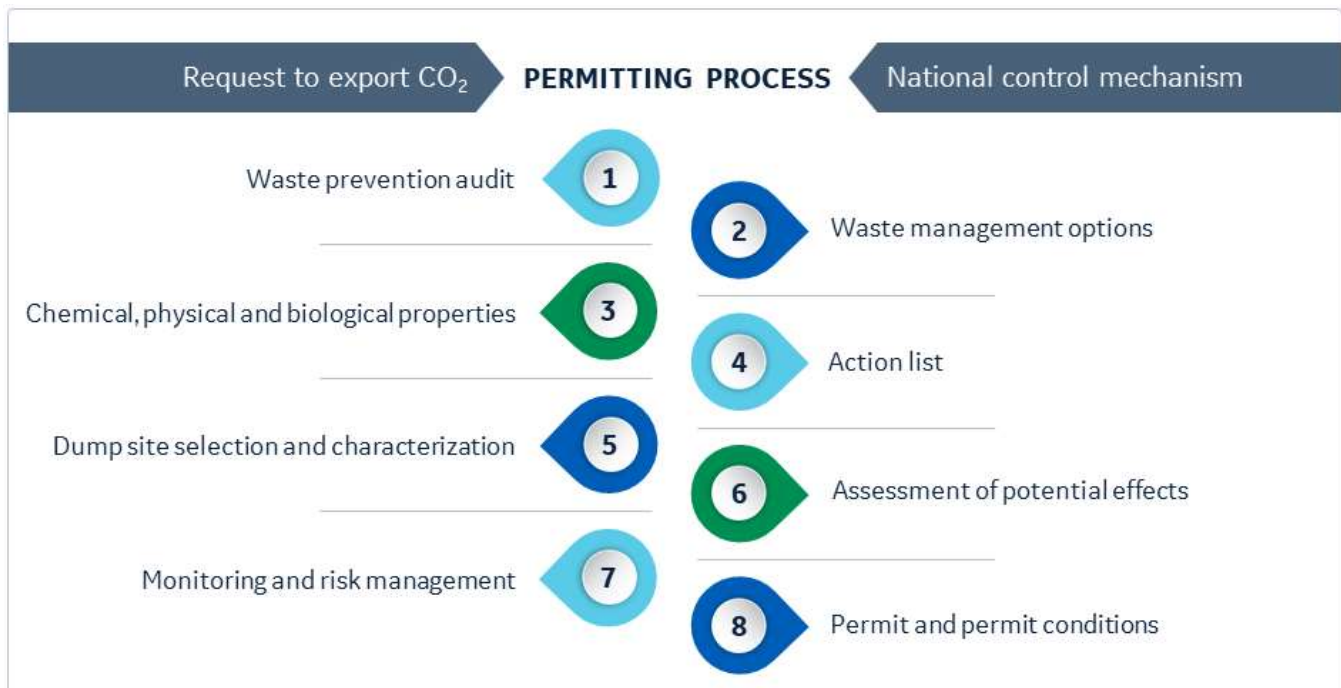 Request to export CO₂
PERMITTING PROCESS
National control mechanism
1
Waste prevention audit
2
Waste management options
3
Chemical, physical and biological properties
4
Action list
5
Dump site selection and characterization
6
Assessment of potential effects
7
Monitoring and risk management
8
Permit and permit conditions